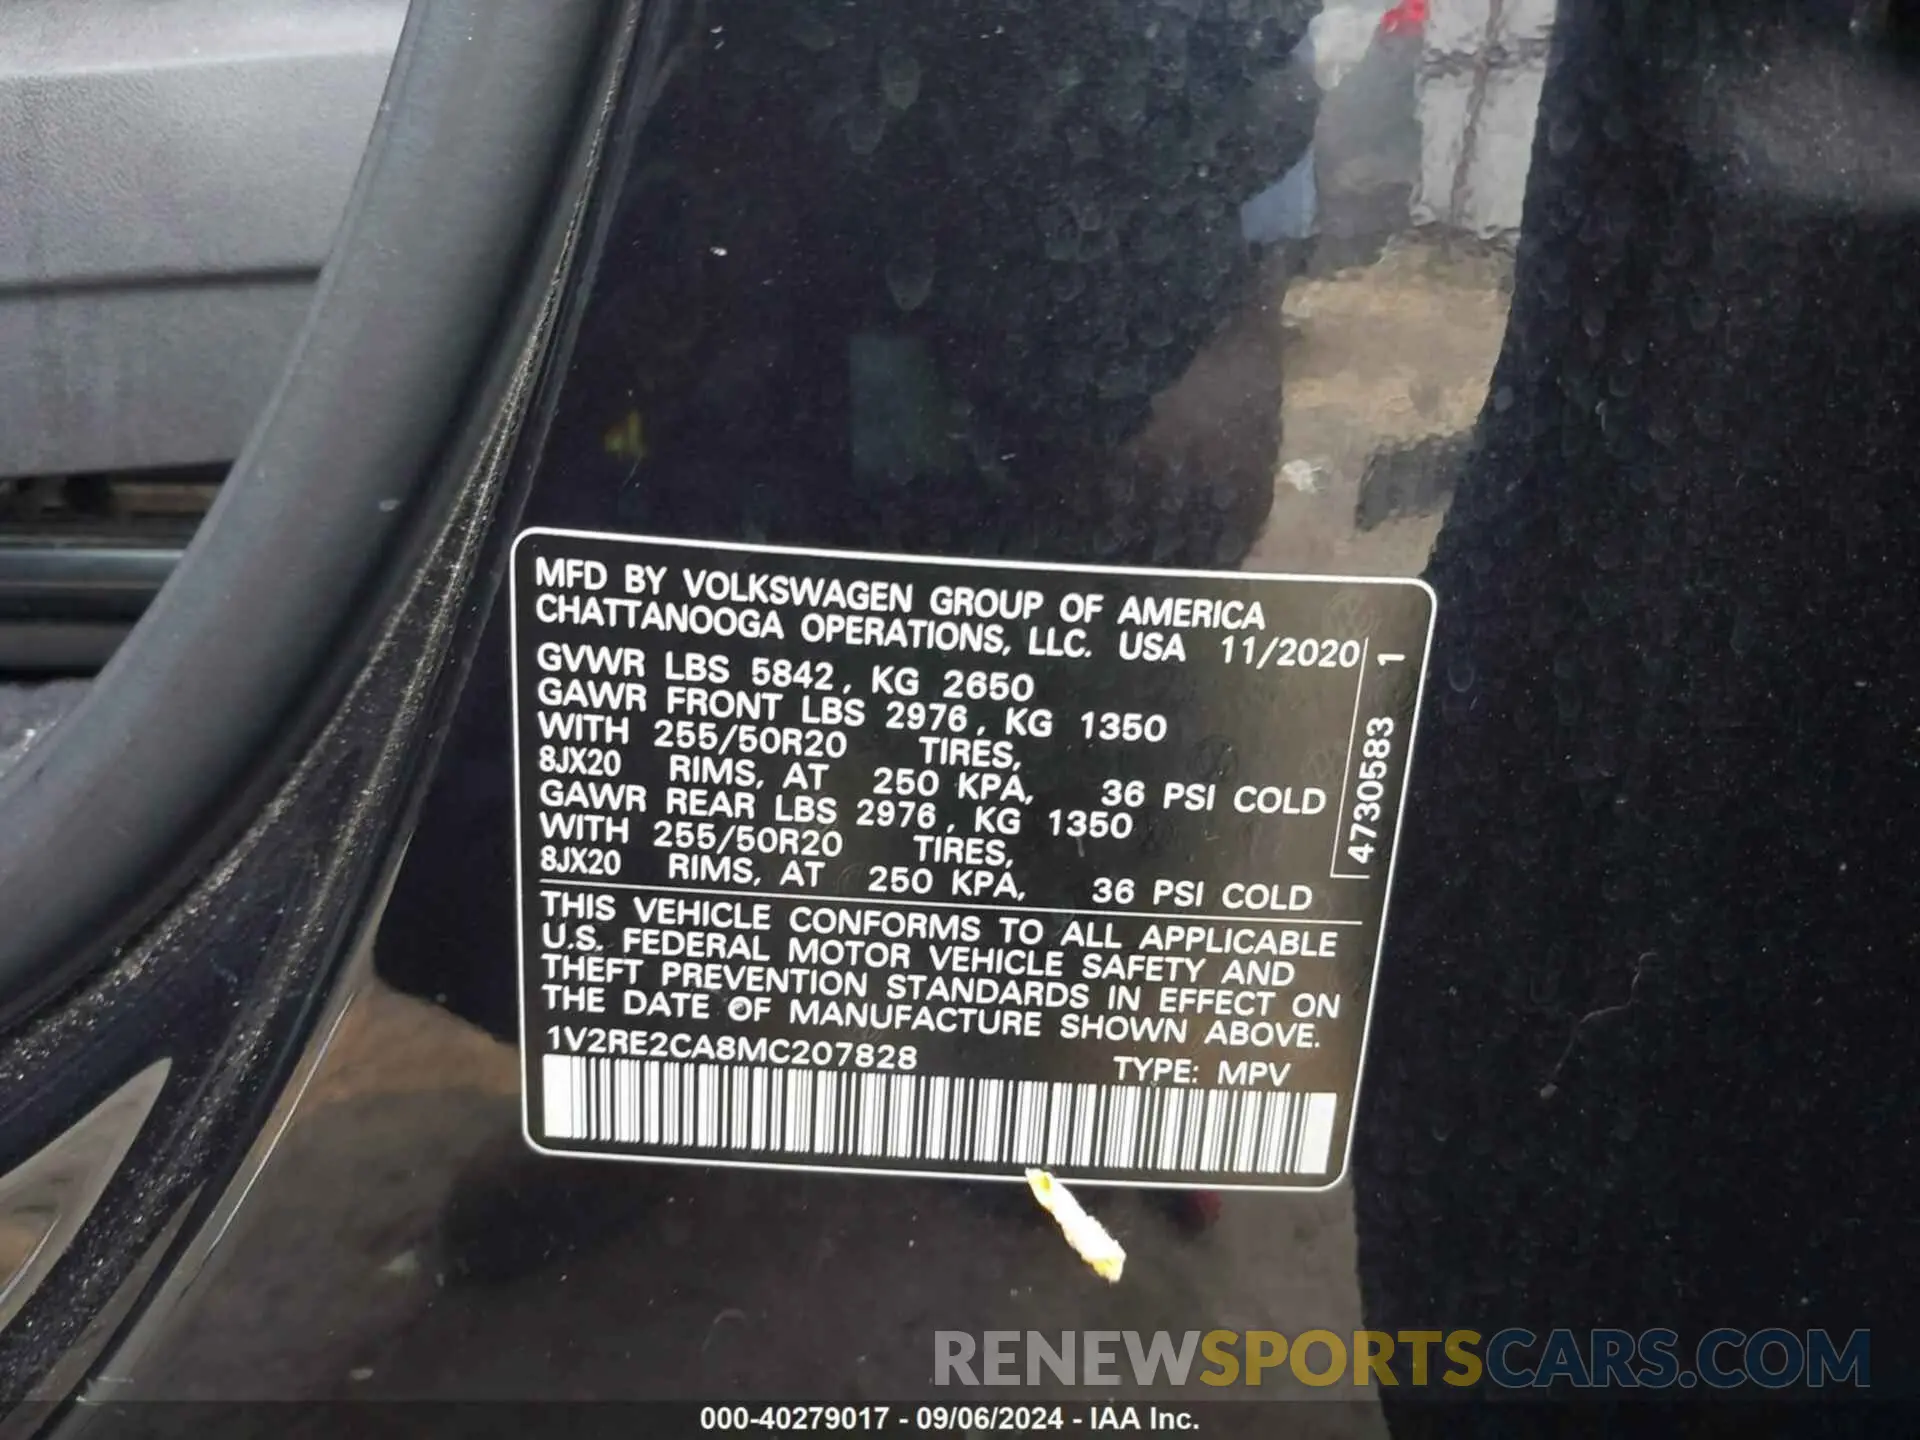 MFD BY VOLKSWAGEN GROUP OF AMERICA
CHATTANOOGA OPERATIONS, LLC. USA 11/2020
GVWR LBS 5842, KG 2650
GAWR FRONT LBS 2976, KG 1350
WITH 255/50R20 TIRES,
8JX20 RIMS, AT 250 KPA, 36 PSI COLD
GAWR REAR LBS 2976, KG 1350
WITH 255/50R20 TIRES,
8JX20 RIMS, AT 250 KPA, 36 PSI COLD
4730583 1
THIS VEHICLE CONFORMS TO ALL APPLICABLE
U.S. FEDERAL MOTOR VEHICLE SAFETY AND
THEFT PREVENTION STANDARDS IN EFFECT ON
THE DATE OF MANUFACTURE SHOWN ABOVE.
1V2RE2CA8MC207828 TYPE: MPV
RENEWSPORTSCARS.COM
000-40279017 - 09/06/2024 - IAA Inc.